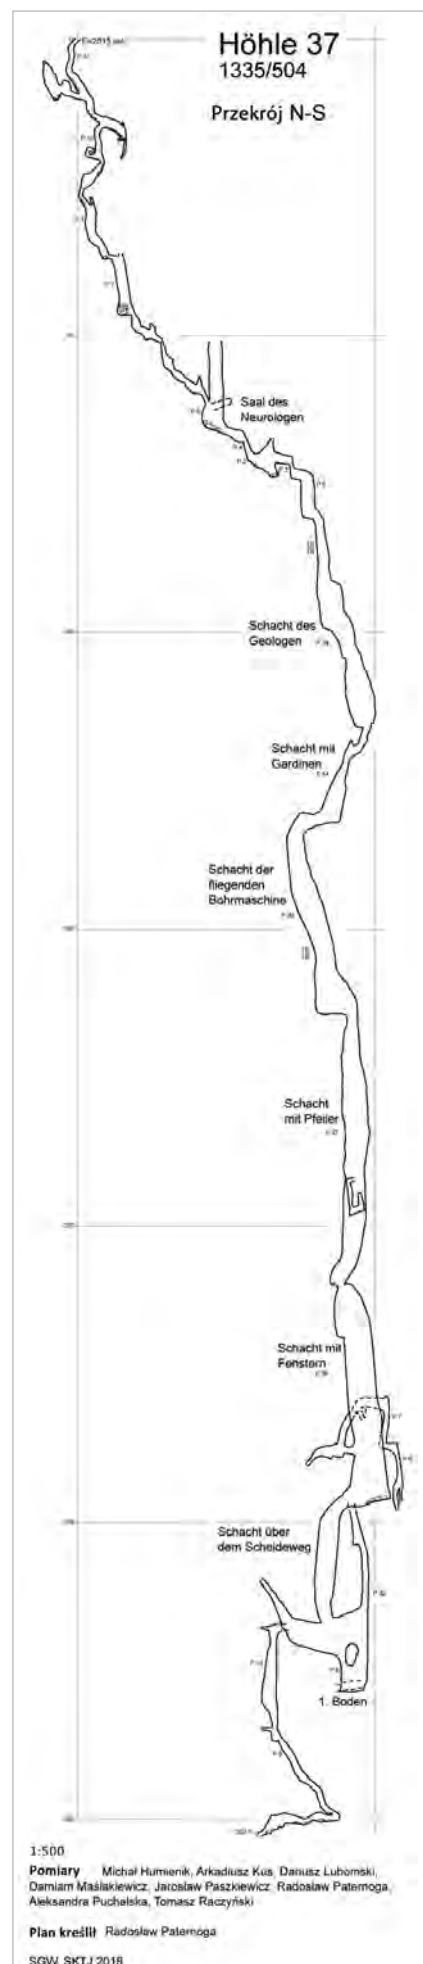 Höhle 37
1335/504
Przekrój N-S
Saal des
Neurologen
Schacht des
Geologen
Schacht mit
Gardinen
Schacht der
fliegenden
Bohrmaschine
Schacht
mit Pfeiler
Schacht mit
Fenstern
Schacht über
dem Scheideweg
1. Boden
1:500
Pomiary Michał Humienik, Arkadiusz Kus, Dariusz Lubomski,
Damian Maślakiewicz, Jarosław Paszkiewicz, Radosław Paternoga,
Aleksandra Puchalska, Tomasz Raczyński
Plan kreślił Radosław Paternoga
SGW, SKTJ 2018